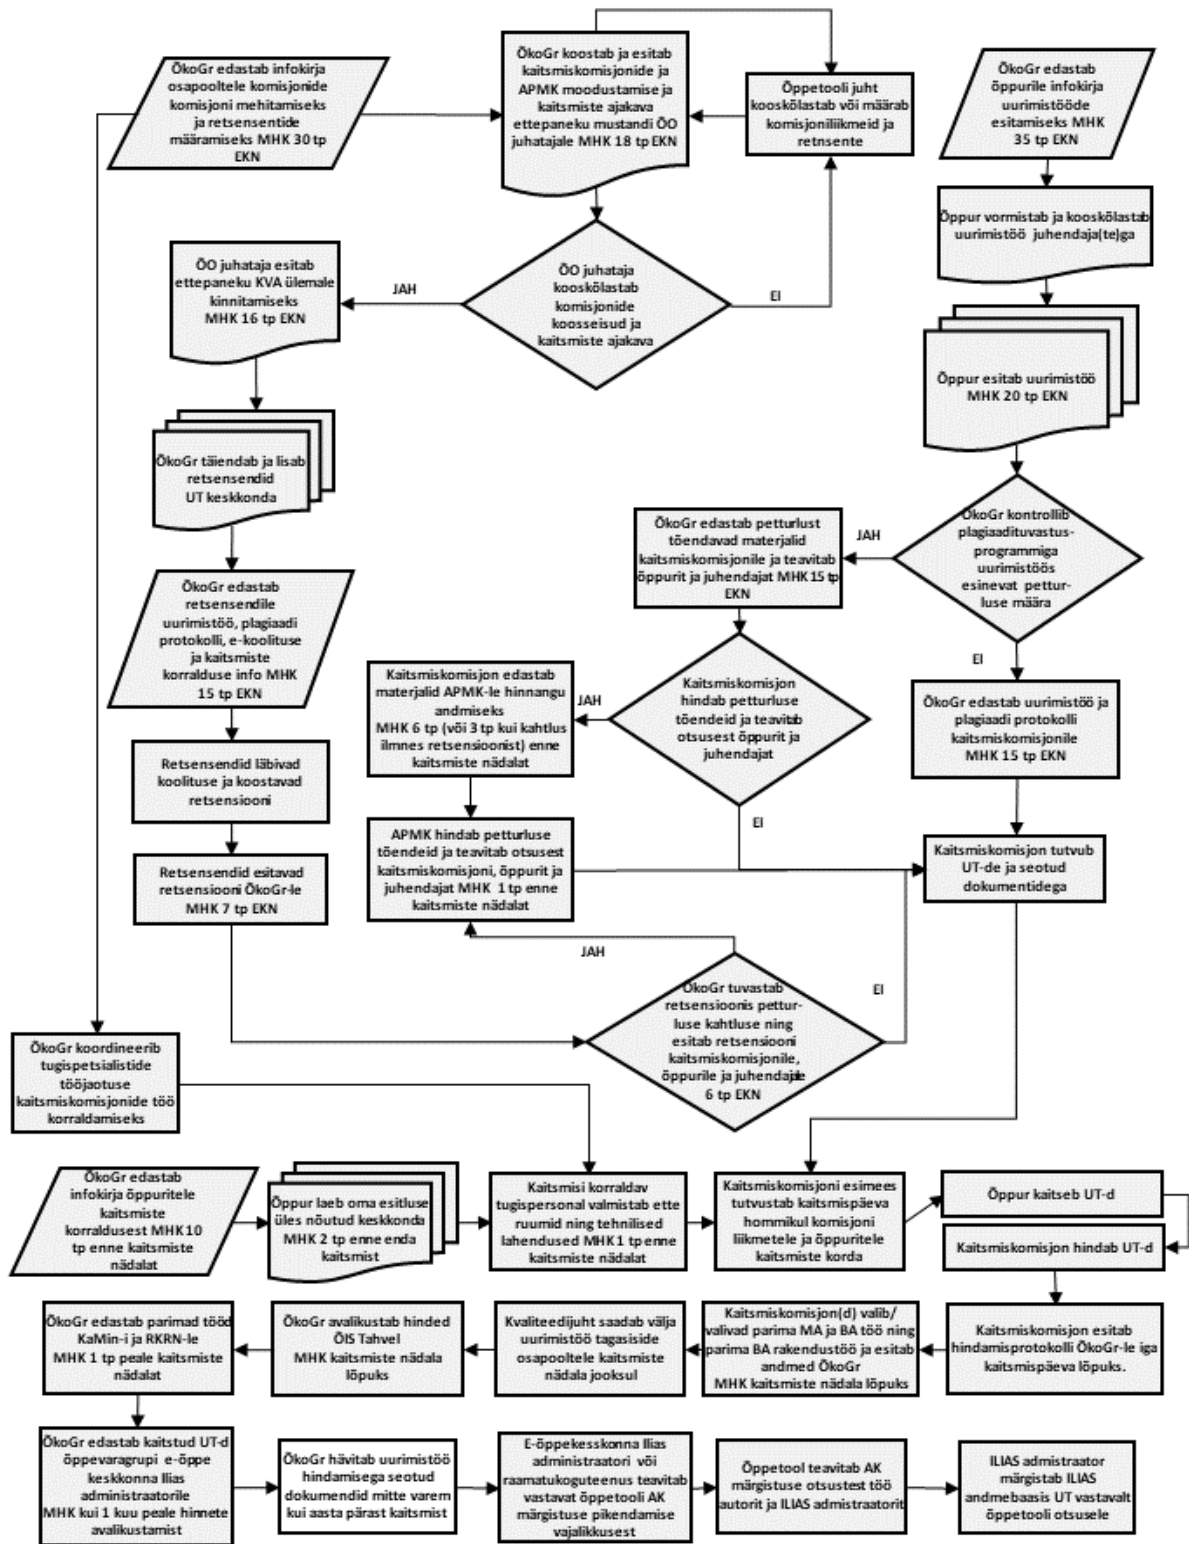 ÕkoGr edastab infokirja
osapooltele komisjonide
komisjoni mehitamiseks
ja retsensentide
määramiseks MHK 30 tp
EKN
ÕkoGr koostab ja esitab
kaitsmiskomisjonide ja
APMK moodustamise ja
kaitsmiste ajakava
ettepaneku mustandi ÕO
juhatajale MHK 18 tp EKN
Õppetooli juht
kooskõlastab või määrab
komisjoniliikmeid ja
retnsente
ÕkoGr edastab
õppurile infokirja
uurimistööde
esitamiseks MHK
35 tp EKN
Õppur vormistab ja kooskõlastab
uurimistöö juhendaja(te)ga
ÕO juhataja esitab
ettepaneku KVA ülemale
kinnitamiseks
MHK 16 tp EKN
JAH
ÕO juhataja
kooskõlastab
komisjonide
koosseisud ja
kaitsmiste ajakava
EI
Õppur esitab uurimistöö
MHK 20 tp EKN
ÕkoGr täiendab ja lisab
retsensendid
UT keskkonda
ÕkoGr kontrollib
plagiaadituvastus-
programmiga
uurimistöös
esinevat pettur-
luse määra
JAH
EI
ÕkoGr edastab petturlust
tõendavad materjalid
kaitsmiskomisjonile ja teavitab
õppurit ja juhendajat MHK 15 tp
EKN
ÕkoGr edastab
retsensendile
uurimistöö, plagiaadi
protokolli, e-koolituse
ja kaitsmiste
korralduse info MHK
15 tp EKN
Kaitsmiskomisjon edastab
materjalid APMK-le hinnangu
andmiseks
MHK 6 tp (või 3 tp kui kahtlus
ilmnes retsensioonist) enne
kaitsmiste nädalat
JAH
Kaitsmiskomisjon
hindab petturluse
tõendeid ja teavitab
otsusest õppurit ja
juhendajat
EI
ÕkoGr edastab uurimistöö ja
plagiaadi protokolli
kaitsmiskomisjonile
MHK 15 tp EKN
Retsensendid läbivad
koolituse ja koostavad
retsensiooni
APMK hindab petturluse
tõendeid ja teavitab otsusest
kaitsmiskomisjoni, õppurit ja
juhendajat MHK 1 tp enne
kaitsmiste nädalat
Kaitsmiskomisjon tutvub
UT-de ja seotud
dokumentidega
Retsensendid esitavad
retsensiooni ÕkoGr-le
MHK 7 tp EKN
JAH
ÕkoGr tuvastab
retsensioonis pettur-
luse kahtluse ning
esitab retsensiooni
kaitsmiskomisjonile,
õppurile ja juhendajale
6 tp EKN
EI
ÕkoGr koordineerib
tugispetsialistide
tööjaotuse
kaitsmiskomisjonide töö
korraldamiseks
ÕkoGr edastab
infokirja õppuritele
kaitsmiste
korraldusest MHK 10
tp enne kaitsmiste
nädalat
Õppur laeb oma esitluse
üles nõutud keskkonda
MHK 2 tp enne enda
kaitsmist
Kaitsmisi korraldav
tugispersonal valmistab ette
ruumid ning tehnilised
lahendused MHK 1 tp enne
kaitsmiste nädalat
Kaitsmiskomisjoni esimees
tutvustab kaitsmispäeva
hommikul komisjoni
liikmetele ja õppuritele
kaitsmiste korda
Õppur kaitseb UT-d
Kaitsmiskomisjon hindab UT-d
ÕkoGr edastab parimad tööd
KaMin-i ja RKRN-le
MHK 1 tp peale kaitsmiste
nädalat
ÕkoGr avalikustab hinded
ÕIS Tahvel
MHK kaitsmiste nädala
lõpuks
Kvaliteedijuht saadab välja
uurimistöö tagasiside
osapooltele kaitsmiste
nädala jooksul
Kaitsmiskomisjon(d) valib/
valivad parima MA ja BA töö ning
parima BA rakendustöö ja esitab
andmed ÕkoGr
MHK kaitsmiste nädala lõpuks
Kaitsmiskomisjon esitab
hindamisprotokolli ÕkoGr-le iga
kaitsmispäeva lõpuks.
ÕkoGr edastab kaitstud UT-d
õppevaragrupi e-õppe
keskkonna Ilias
administraatorile
MHK kui 1 kuu peale hinnete
avalikustamist
ÕkoGr hävitab uurimistöö
hindamisega seotud
dokumendid mitte varem
kui aasta pärast kaitsmist
E-õppekesskonna Ilias
administraatori või
raamatukoguteenus teavitab
vastavat õppetooli AK
märgistuse pikendamise
vajalikkusest
Õppetool teavitab AK
märgistuse otsustest töö
autorit ja ILIAS admistraatorit
ILIAS admistraator
märgistab ILIAS
andmebaasis UT vastavalt
õppetooli otsusele